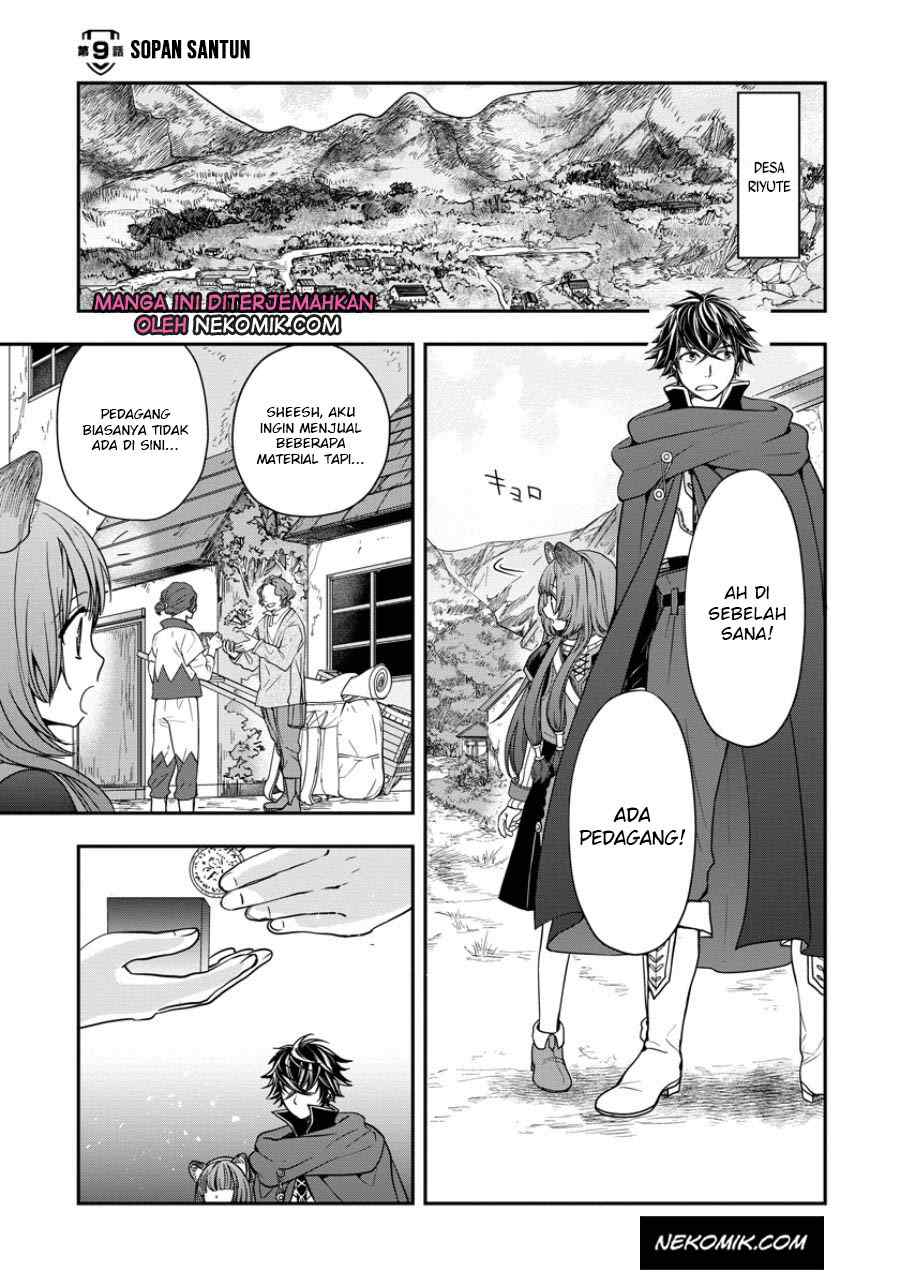 第9話 SOPAN SANTUN
DESA
RIYUTE
MANGA INI DITERJEMAHKAN
OLEH NEKOMIK.COM
キョロ
AH DI
SEBELAH
SANA!
ADA
PEDAGANG!
SHEESH, AKU
INGIN MENJUAL
BEBERAPA
MATERIAL TAPI...
PEDAGANG
BIASANYA TIDAK
ADA DI SINI...
NEKOMIK.COM